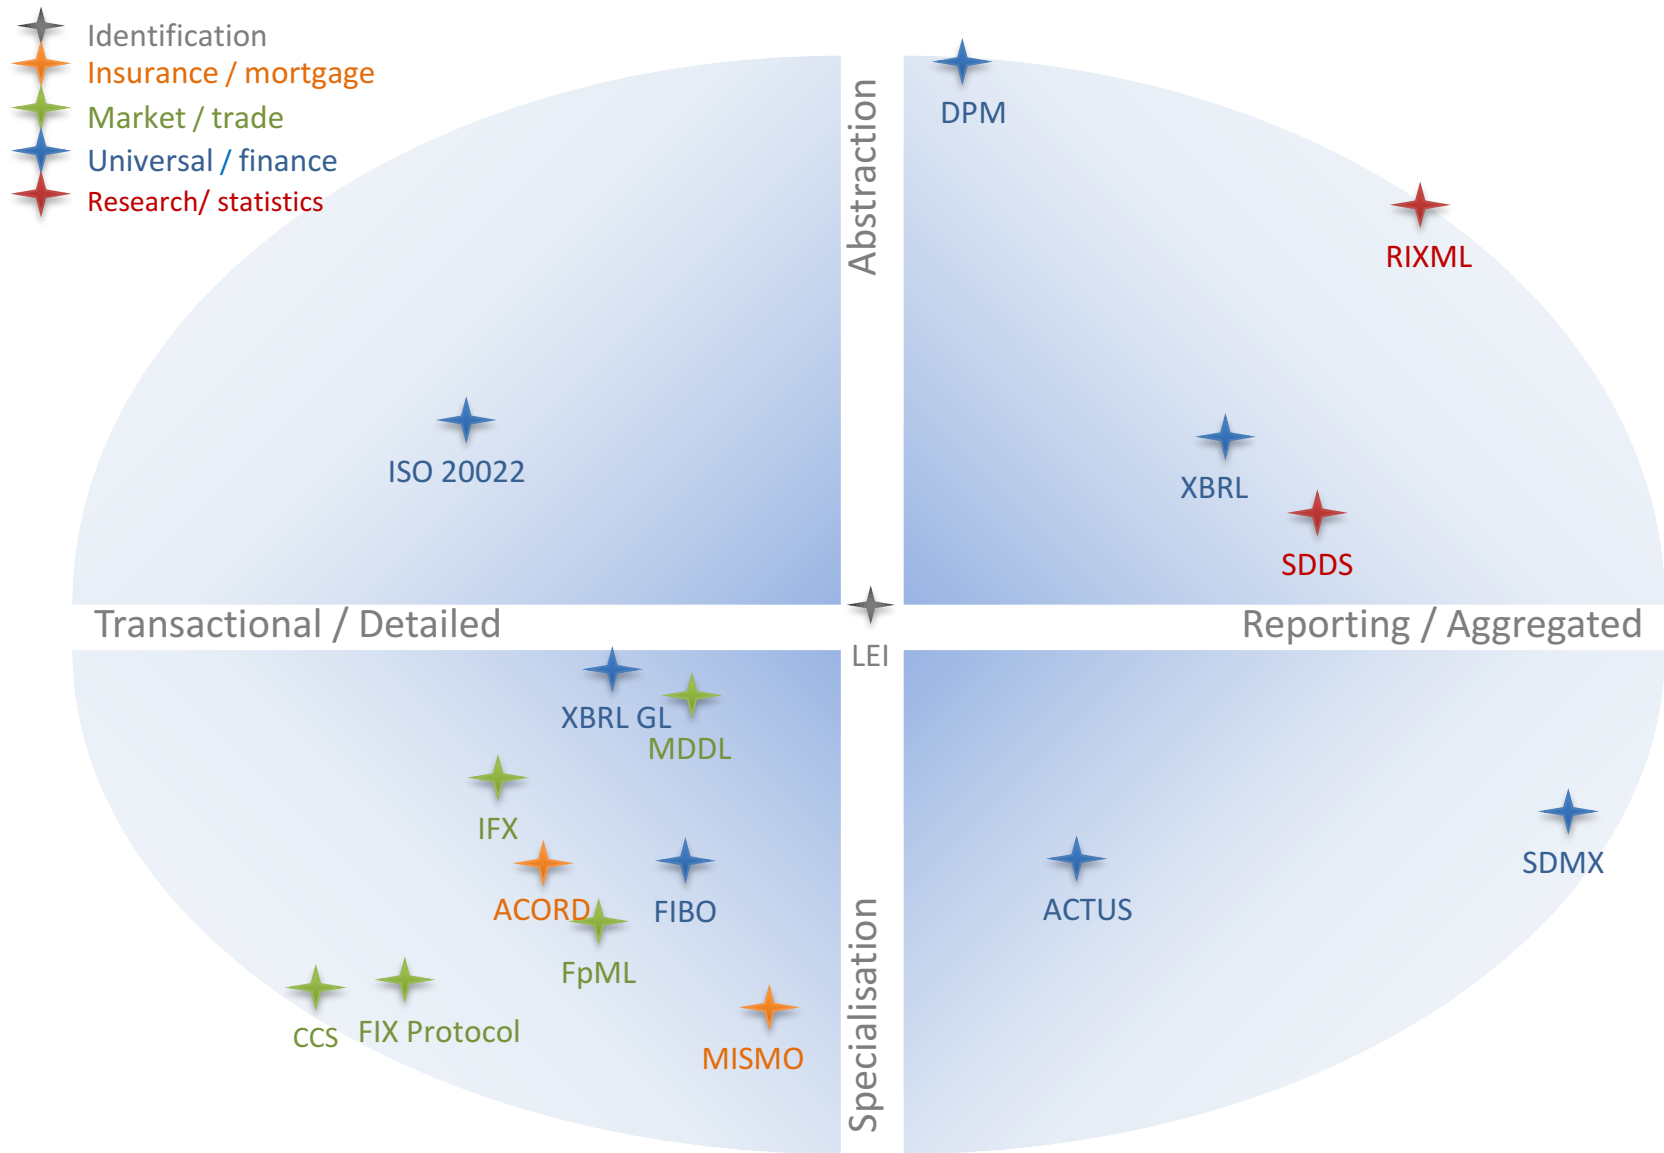 Identification
Insurance / mortgage
Market / trade
Universal / finance
Research/ statistics
Abstraction
DPM
RIXML
ISO 20022
XBRL
SDDS
Transactional / Detailed
Reporting / Aggregated
LEI
XBRL GL
MDDL
IFX
ACORD
FIBO
FpML
CCS
FIX Protocol
MISMO
Specialisation
ACTUS
SDMX